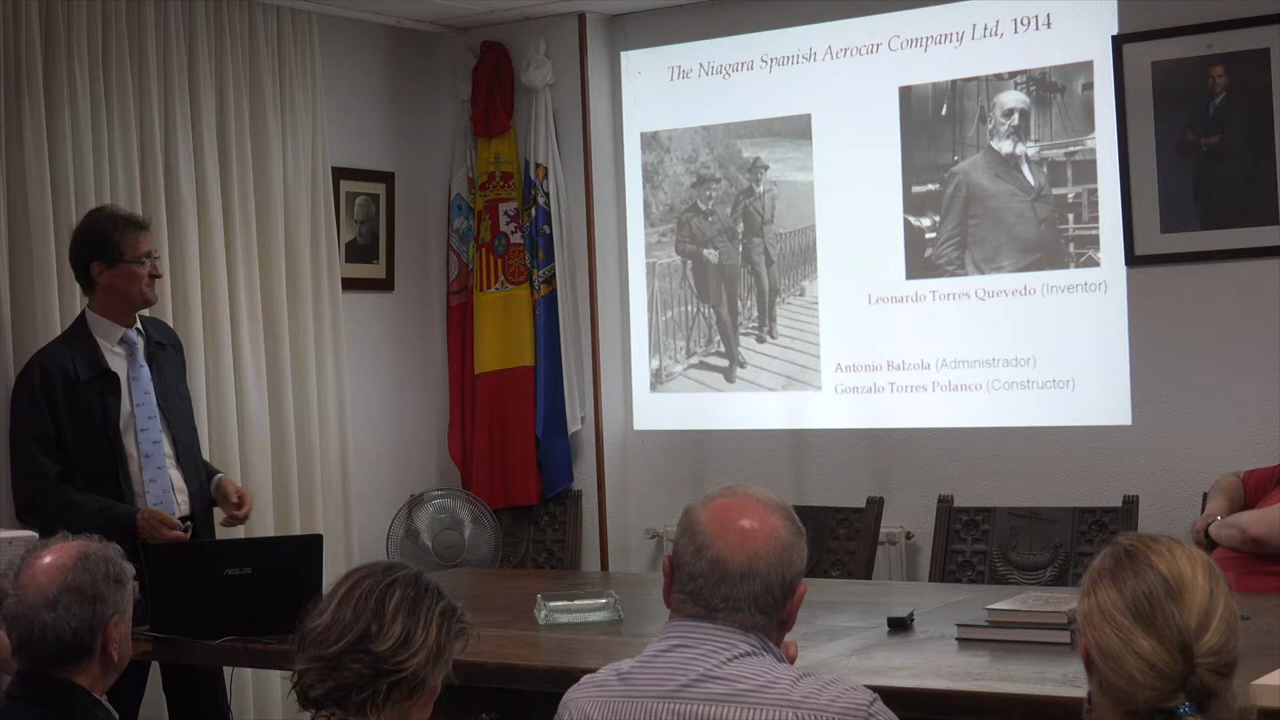 The Niagara Spanish Aerocar Company Ltd, 1914
Leonardo Torres Quevedo (Inventor)
Antonio Balzola (Administrador)
Gonzalo Torres Polanco (Constructor)
ASUS